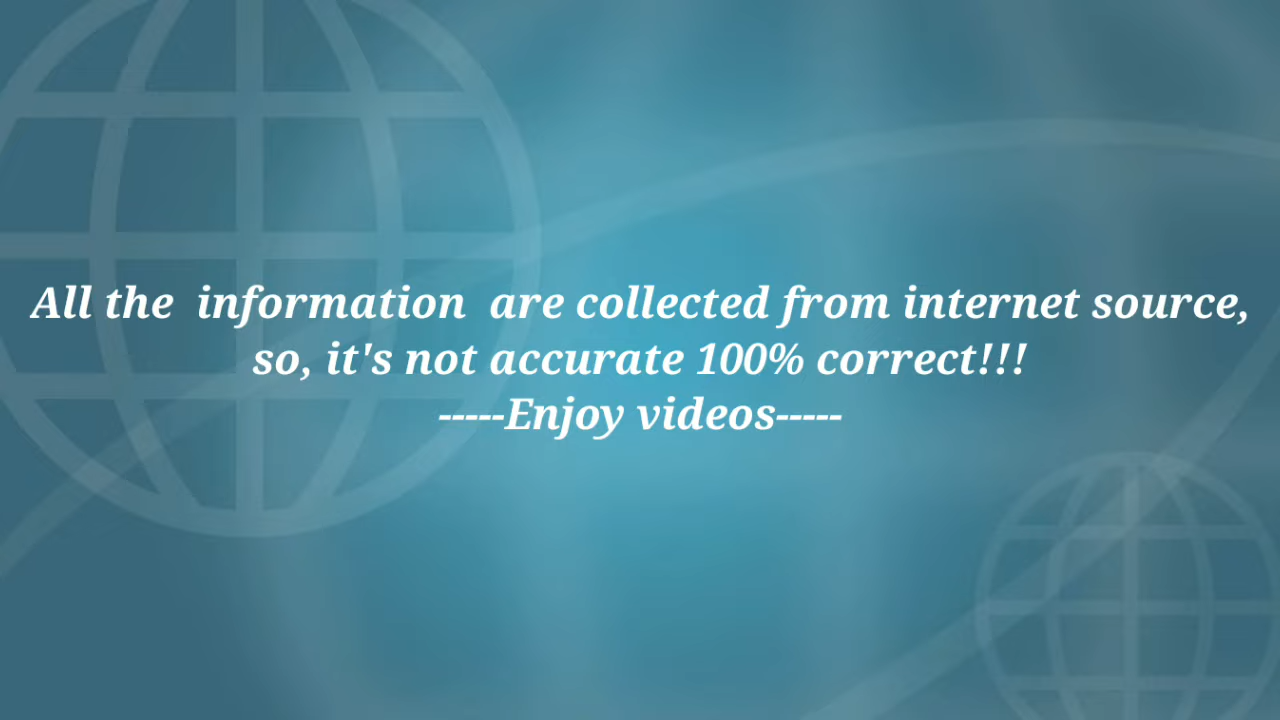 All the  information  are collected from internet source,
so, it's not accurate 100% correct!!!
-----Enjoy videos-----